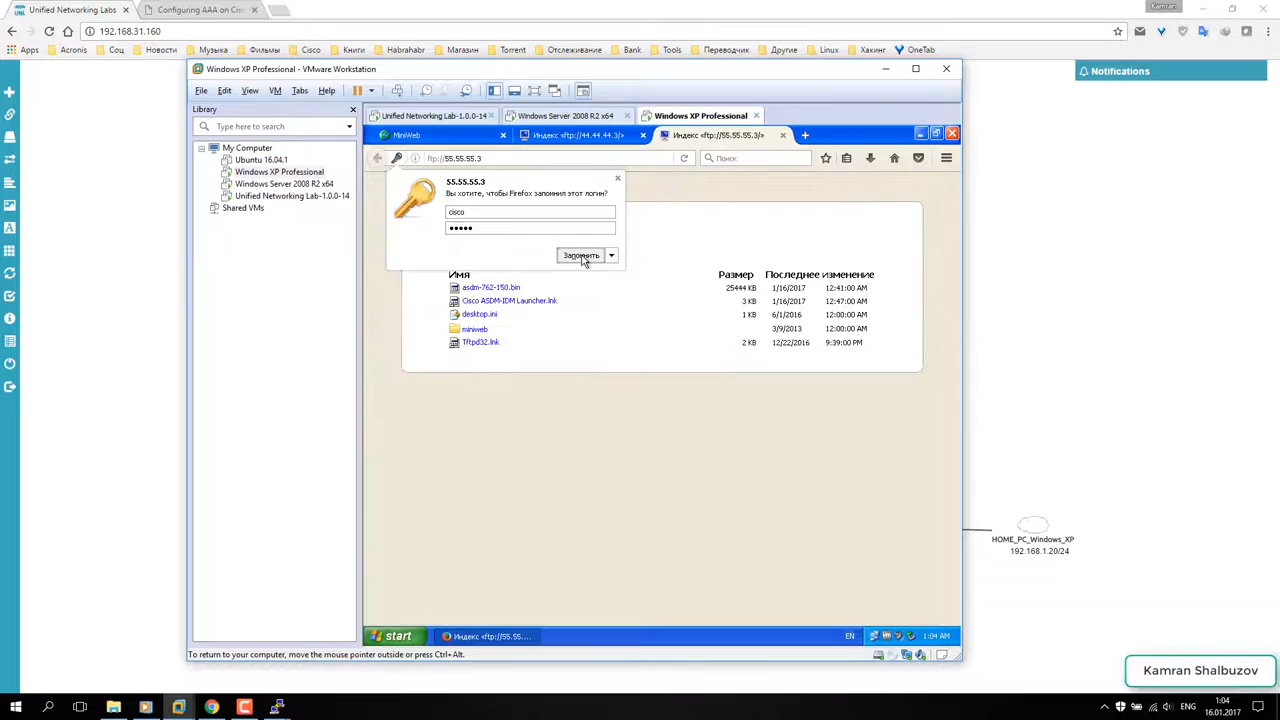 Unified Networking Labs
Configuring AAA on Cisc
Kamran
192.168.31.160
Apps Acronis Соц Новости Музыка Фильмы Cisco Книги Habrahabr Магазин Torrent Отслеживание Bank Tools Переводчик Другие Linux Хакинг OneTab
Notifications
Windows XP Professional - VMware Workstation
File Edit View VM Tabs Help
Library
Type here to search
My Computer
Ubuntu 16.04.1
Windows XP Professional
Windows Server 2008 R2 x64
Unified Networking Lab-1.0.0-14
Shared VMs
Unified Networking Lab-1.0.0-14
Windows Server 2008 R2 x64
Windows XP Professional
MiniWeb
Индекс <ftp://44.44.4.3/>
Индекс <ftp://55.55.55.3/>
ftp://55.55.55.3
Поиск
55.55.55.3
Вы хотите, чтобы Firefox запомнил этот логин?
cisco
•••••
Запомнить
Имя Размер Последнее изменение
asdm-762-150.bin 25444 KB 1/16/2017 12:41:00 AM
Cisco ASDM-IDM Launcher.lnk 3 KB 1/16/2017 12:47:00 AM
desktop.ini 1 KB 6/1/2016 12:00:00 AM
miniweb 3/9/2013 12:00:00 AM
Tftpd32.lnk 2 KB 12/22/2016 9:39:00 PM
HOME_PC_Windows_XP
192.168.1.20/24
start
Индекс <ftp://55.55....
EN
1:04 AM
To return to your computer, move the mouse pointer outside or press Ctrl+Alt.
Kamran Shalbuzov
ENG
1:04
16.01.2017